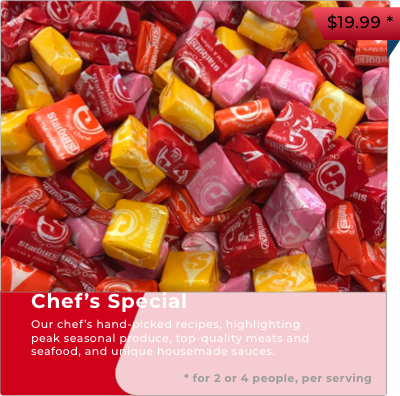 $19.99 *
Starburst
Chef's Special
Our chef's hand-picked recipes, highlighting
peak seasonal produce, top-quality meats and
seafood, and unique housemade sauces.
* for 2 or 4 people, per serving